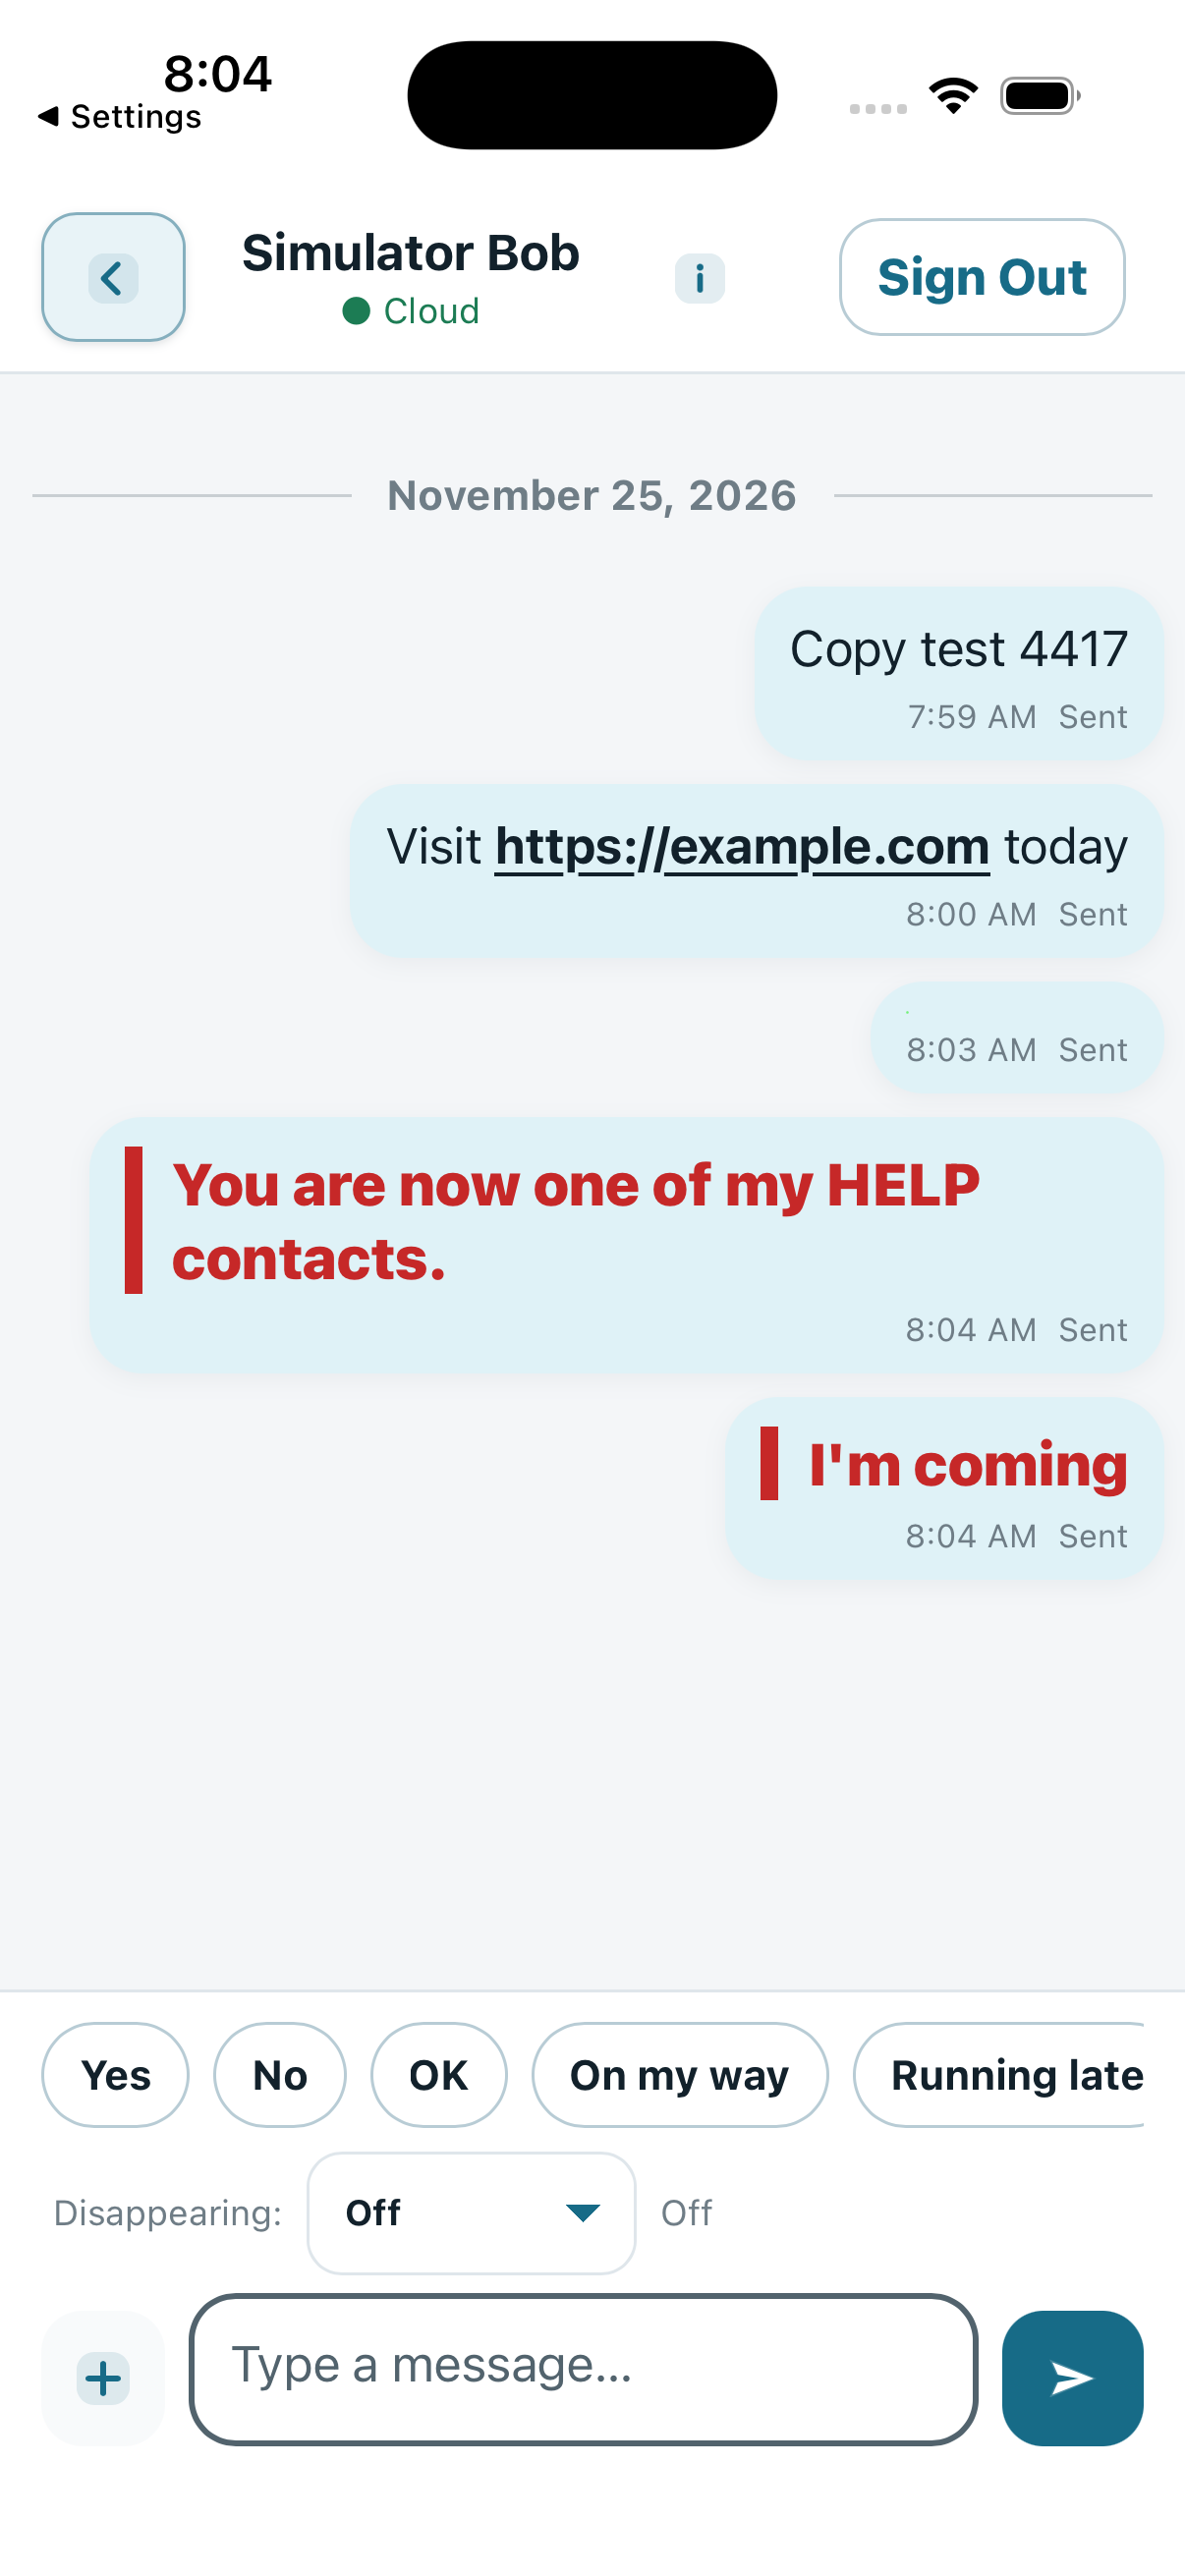 8:04
Settings
Simulator Bob
Cloud
Sign Out
November 25, 2026
Copy test 4417
7:59 AM Sent
Visit https://example.com today
8:00 AM Sent
8:03 AM Sent
You are now one of my HELP
contacts.
8:04 AM Sent
I'm coming
8:04 AM Sent
Yes No OK On my way Running late
Disappearing: Off Off
Type a message...